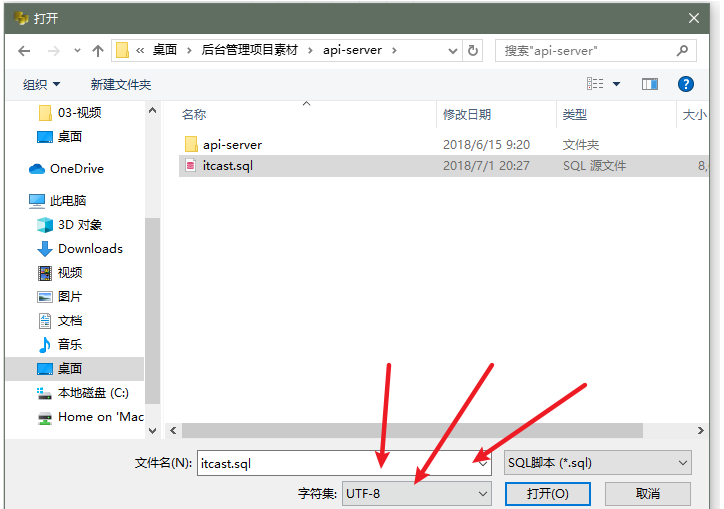 打开
« 桌面 › 后台管理项目素材 › api-server ›
搜索"api-server"
组织 新建文件夹
名称 修改日期 类型 大小
03-视频
桌面
OneDrive
此电脑
3D 对象
Downloads
视频
图片
文档
音乐
桌面
本地磁盘 (C:)
Home on 'Mac
api-server 2018/6/15 9:20 文件夹
itcast.sql 2018/7/1 20:27 SQL 源文件 8,
文件名(N): itcast.sql SQL脚本 (*.sql)
字符集: UTF-8 打开(O) 取消